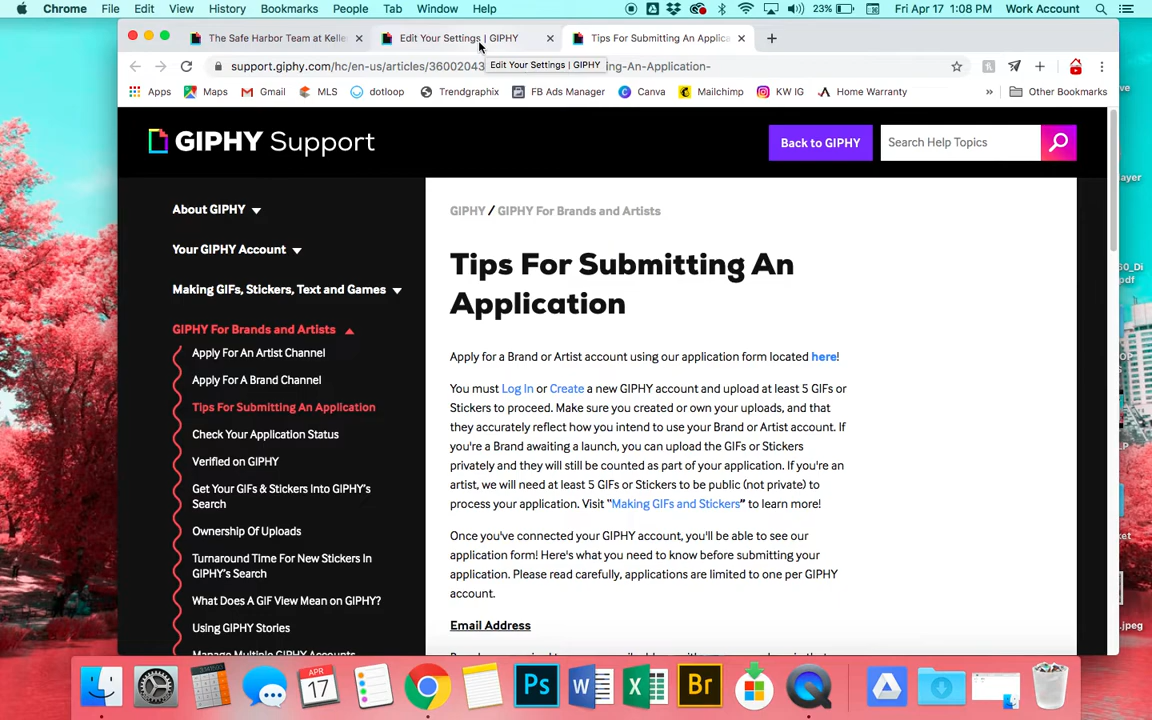 Chrome File Edit View History Bookmarks People Tab Window Help 23% Fri Apr 17 1:08 PM Work Account
The Safe Harbor Team at Kelle
Edit Your Settings | GIPHY
Tips For Submitting An Applica
support.giphy.com/hc/en-us/articles/36002043
ng-An-Application-
Edit Your Settings | GIPHY
Apps Maps Gmail MLS dotloop Trendgraphix FB Ads Manager Canva Mailchimp KW IG Home Warranty » Other Bookmarks
GIPHY Support
Back to GIPHY
Search Help Topics
About GIPHY
Your GIPHY Account
Making GIFs, Stickers, Text and Games
GIPHY For Brands and Artists
Apply For An Artist Channel
Apply For A Brand Channel
Tips For Submitting An Application
Check Your Application Status
Verified on GIPHY
Get Your GIFs & Stickers Into GIPHY's
Search
Ownership Of Uploads
Turnaround Time For New Stickers In
GIPHY's Search
What Does A GIF View Mean on GIPHY?
Using GIPHY Stories
Manage Multiple GIPHY Accounts
GIPHY / GIPHY For Brands and Artists
Tips For Submitting An
Application
Apply for a Brand or Artist account using our application form located here!
You must Log In or Create a new GIPHY account and upload at least 5 GIFs or
Stickers to proceed. Make sure you created or own your uploads, and that
they accurately reflect how you intend to use your Brand or Artist account. If
you're a Brand awaiting a launch, you can upload the GIFs or Stickers
privately and they will still be counted as part of your application. If you're an
artist, we will need at least 5 GIFs or Stickers to be public (not private) to
process your application. Visit "Making GIFs and Stickers" to learn more!
Once you've connected your GIPHY account, you'll be able to see our
application form! Here's what you need to know before submitting your
application. Please read carefully, applications are limited to one per GIPHY
account.
Email Address
ayer
60_Di
pdf
LP
ket
p.jpeg
APR
17
Ps
W
X
Br